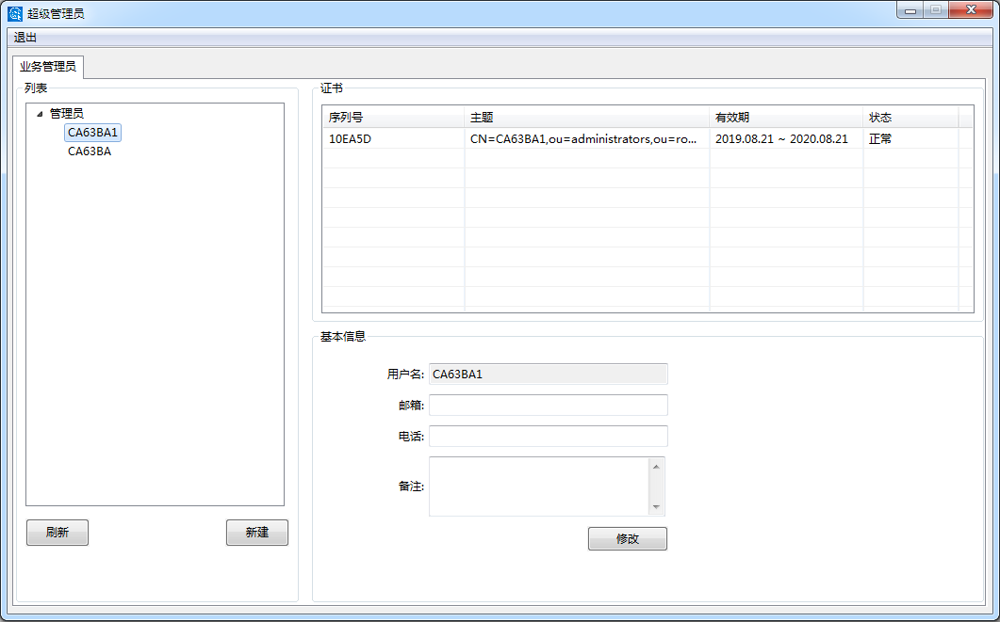 超级管理员
退出
业务管理员
列表
管理员
CA63BA1
CA63BA
刷新
新建
证书
序列号 主题 有效期 状态
10EA5D CN=CA63BA1,ou=administrators,ou=ro... 2019.08.21 ~ 2020.08.21 正常
基本信息
用户名: CA63BA1
邮箱:
电话:
备注:
修改